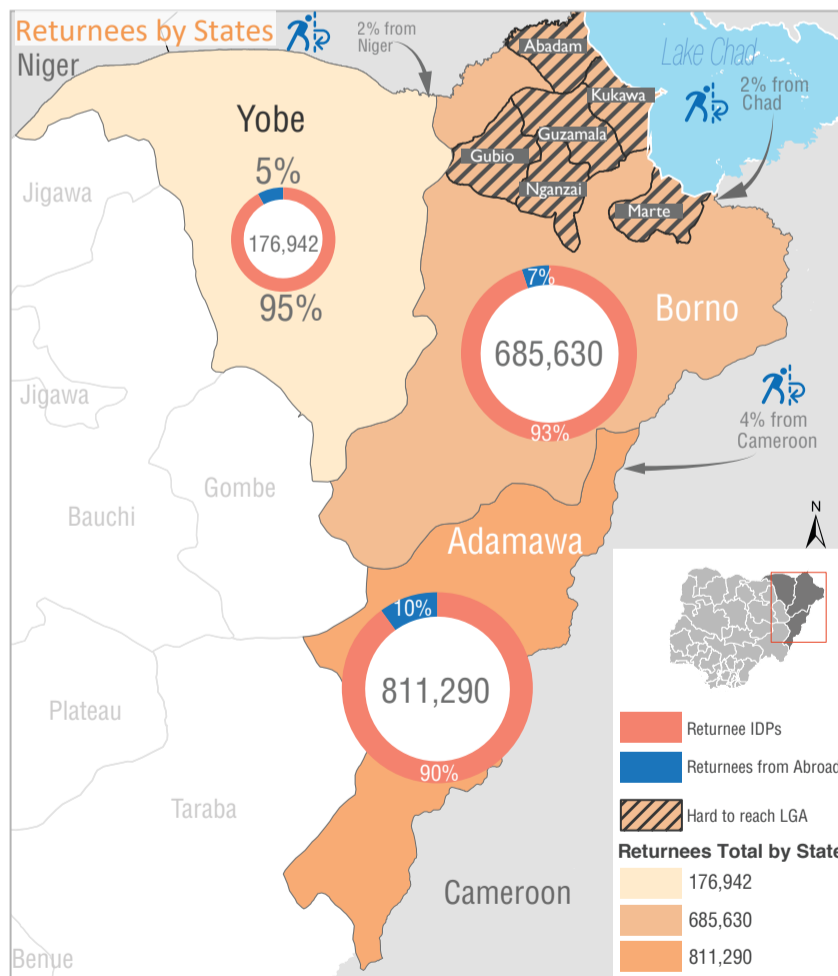 Returnees by States
Niger
2% from
Niger
Abadam
Lake Chad
Kukawa
2% from
Chad
Yobe
Guzamala
Gubio
5%
Jigawa
Nganzai
Marte
176,942
95%
7%
Borno
685,630
Jigawa
4% from
Cameroon
93%
Gombe
Bauchi
N
Adamawa
10%
811,290
Plateau
90%
Taraba
Cameroon
Benue
Returnee IDPs
Returnees from Abroad
Hard to reach LGA
Returnees Total by State
176,942
685,630
811,290